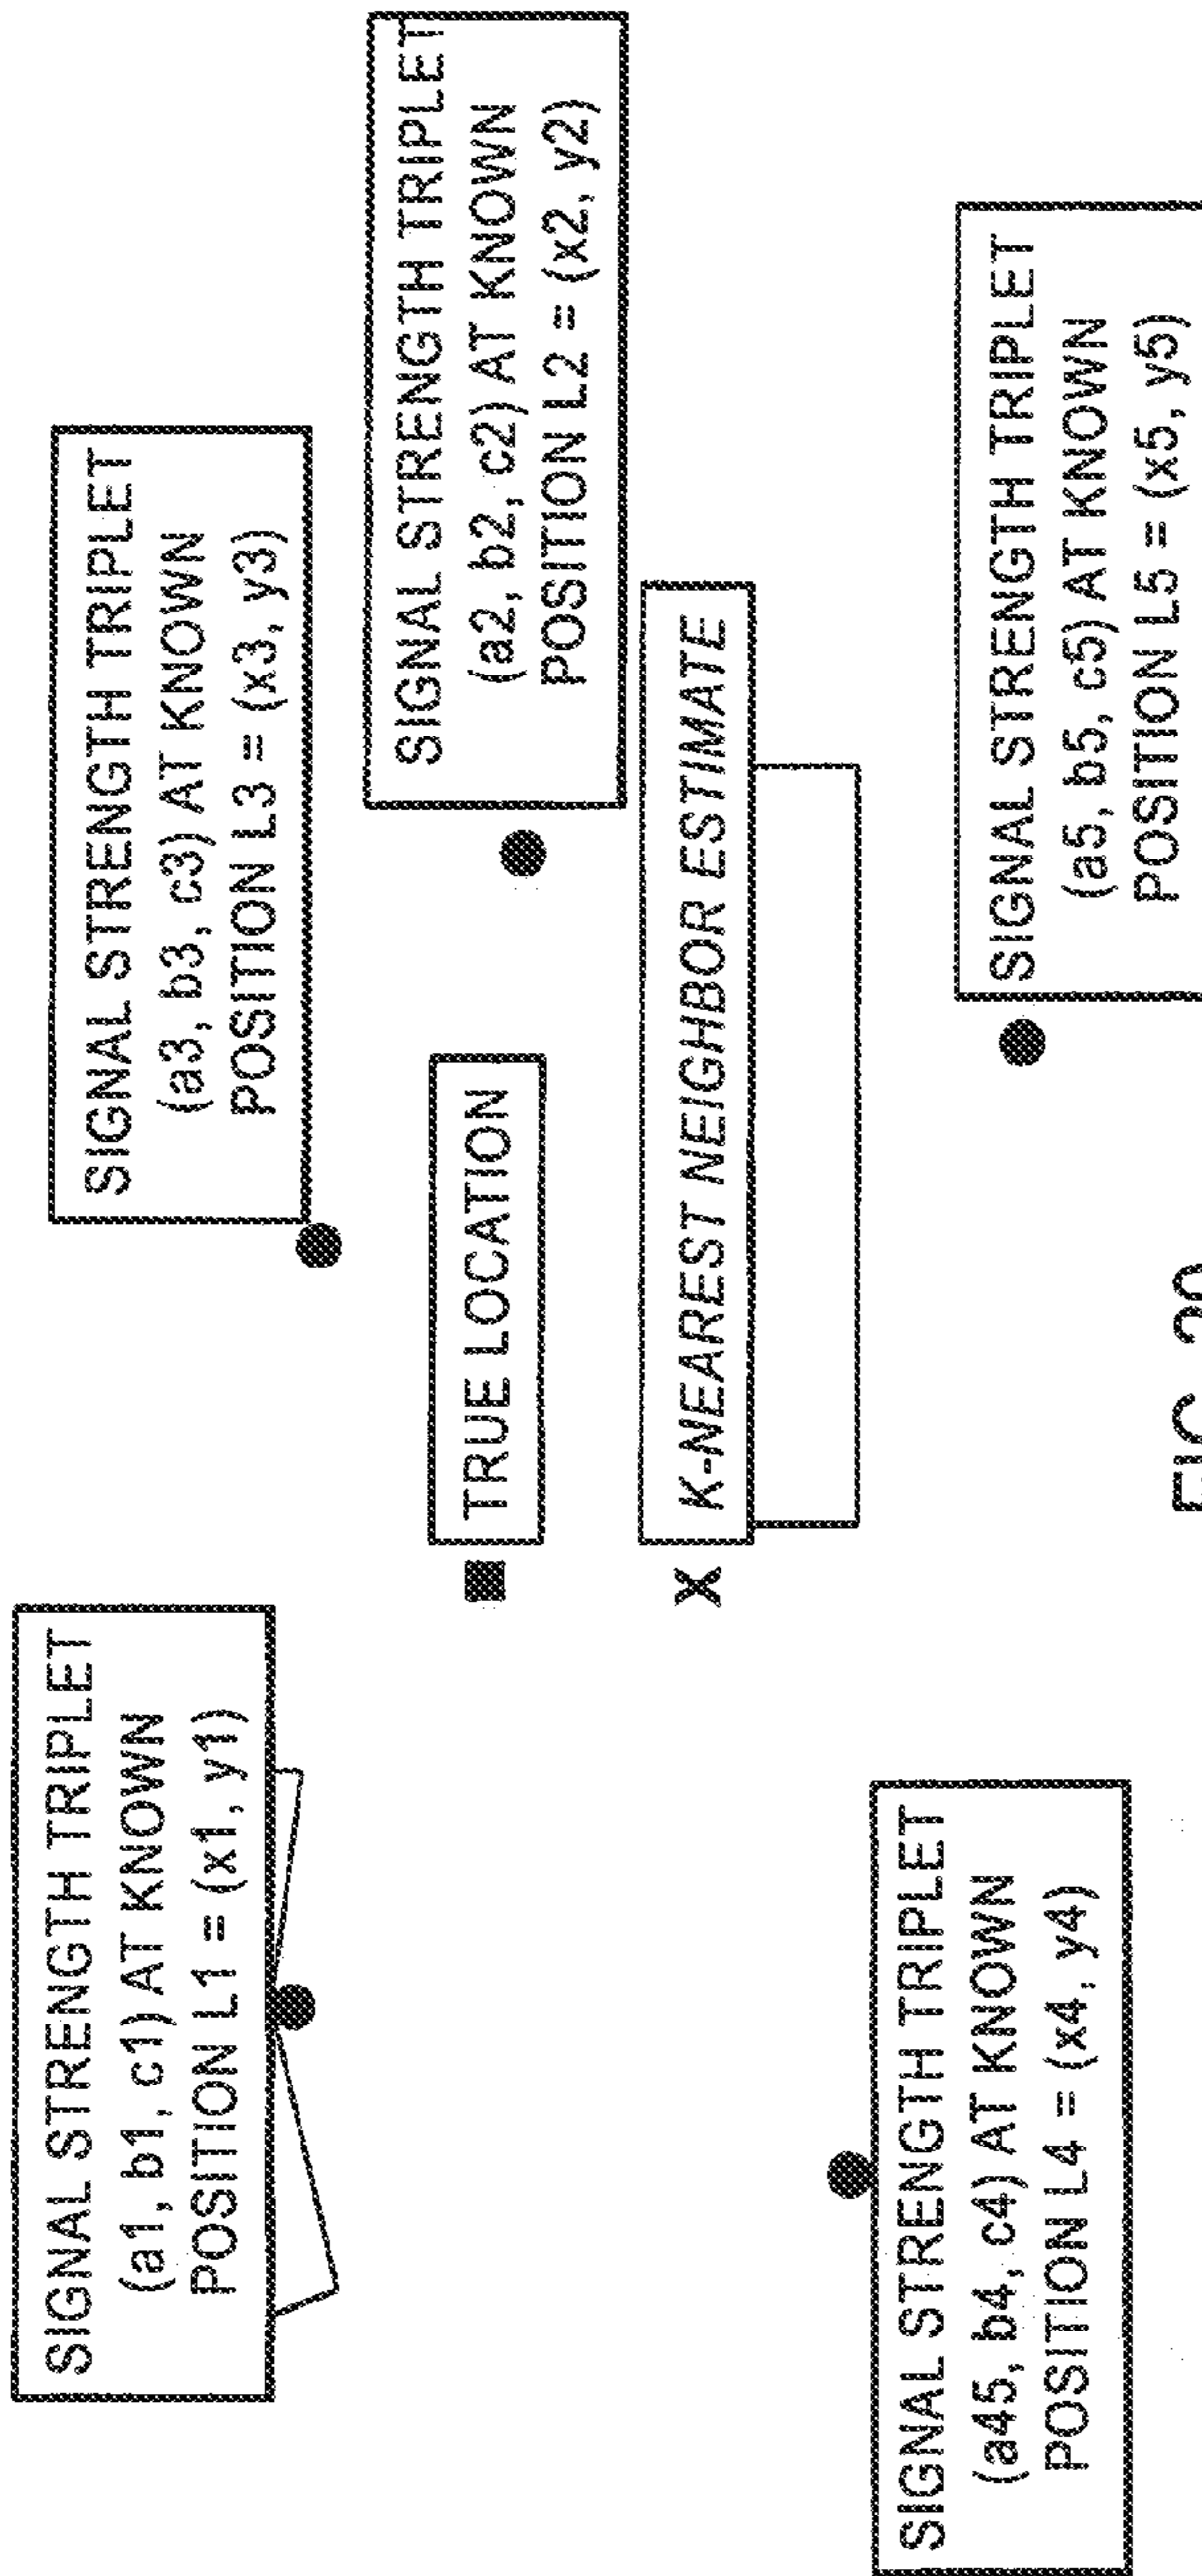 SIGNAL STRENGTH TRIPLET
(a1, b1, c1) AT KNOWN
POSITION L1 = (x1, y1)
SIGNAL STRENGTH TRIPLET
(a3, b3, c3) AT KNOWN
POSITION L3 = (x3, y3)
SIGNAL STRENGTH TRIPLET
(a2, b2, c2) AT KNOWN
POSITION L2 = (x2, y2)
TRUE LOCATION
X K-NEAREST NEIGHBOR ESTIMATE
SIGNAL STRENGTH TRIPLET
(a45, b4, c4) AT KNOWN
POSITION L4 = (x4, y4)
SIGNAL STRENGTH TRIPLET
(a5, b5, c5) AT KNOWN
POSITION L5 = (x5, y5)
FIG.